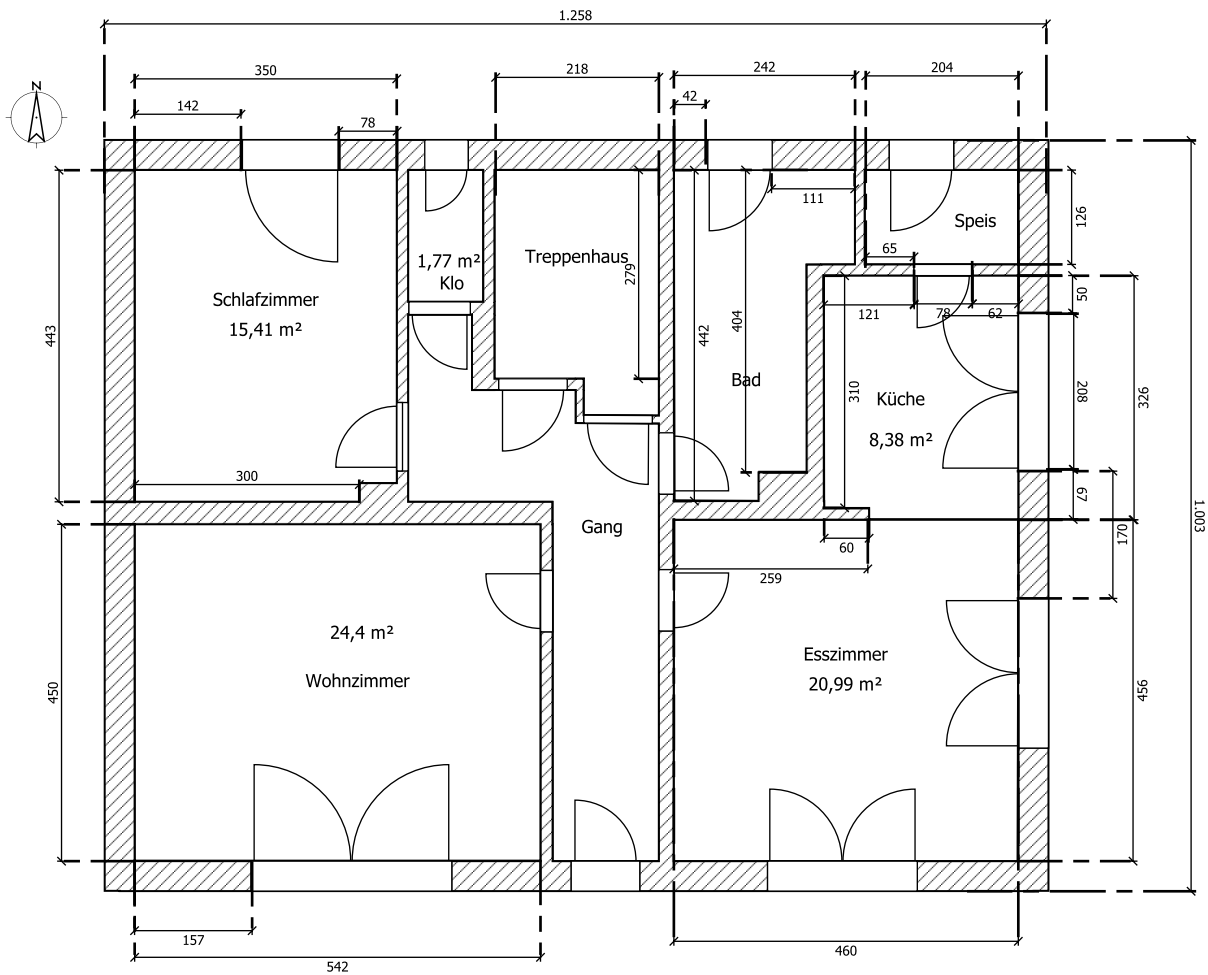 1.258
350
218
242
204
142
78
42
N
111
Speis
126
65
1,77 m²
Klo
Treppenhaus
279
Schlafzimmer
15,41 m²
50
121
78
62
443
442
404
310
Bad
Küche
8,38 m²
208
326
300
67
Gang
170
1.003
60
259
24,4 m²
Wohnzimmer
Esszimmer
20,99 m²
450
456
157
542
460